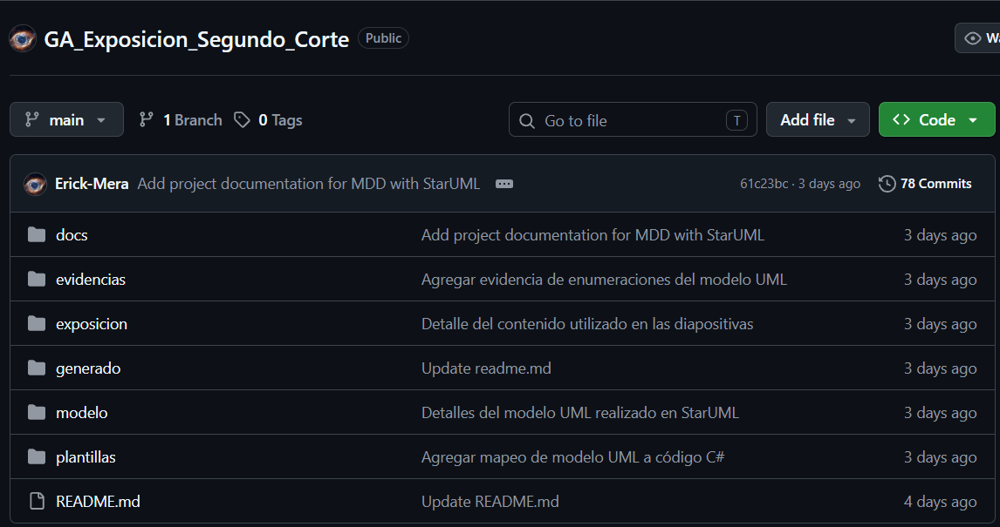 GA_Exposicion_Segundo_Corte Public
main 1 Branch 0 Tags Go to file T Add file Code
Erick-Mera Add project documentation for MDD with StarUML 61c23bc · 3 days ago 78 Commits
docs Add project documentation for MDD with StarUML 3 days ago
evidencias Agregar evidencia de enumeraciones del modelo UML 3 days ago
exposicion Detalle del contenido utilizado en las diapositivas 3 days ago
generado Update readme.md 3 days ago
modelo Detalles del modelo UML realizado en StarUML 3 days ago
plantillas Agregar mapeo de modelo UML a código C# 3 days ago
README.md Update README.md 4 days ago